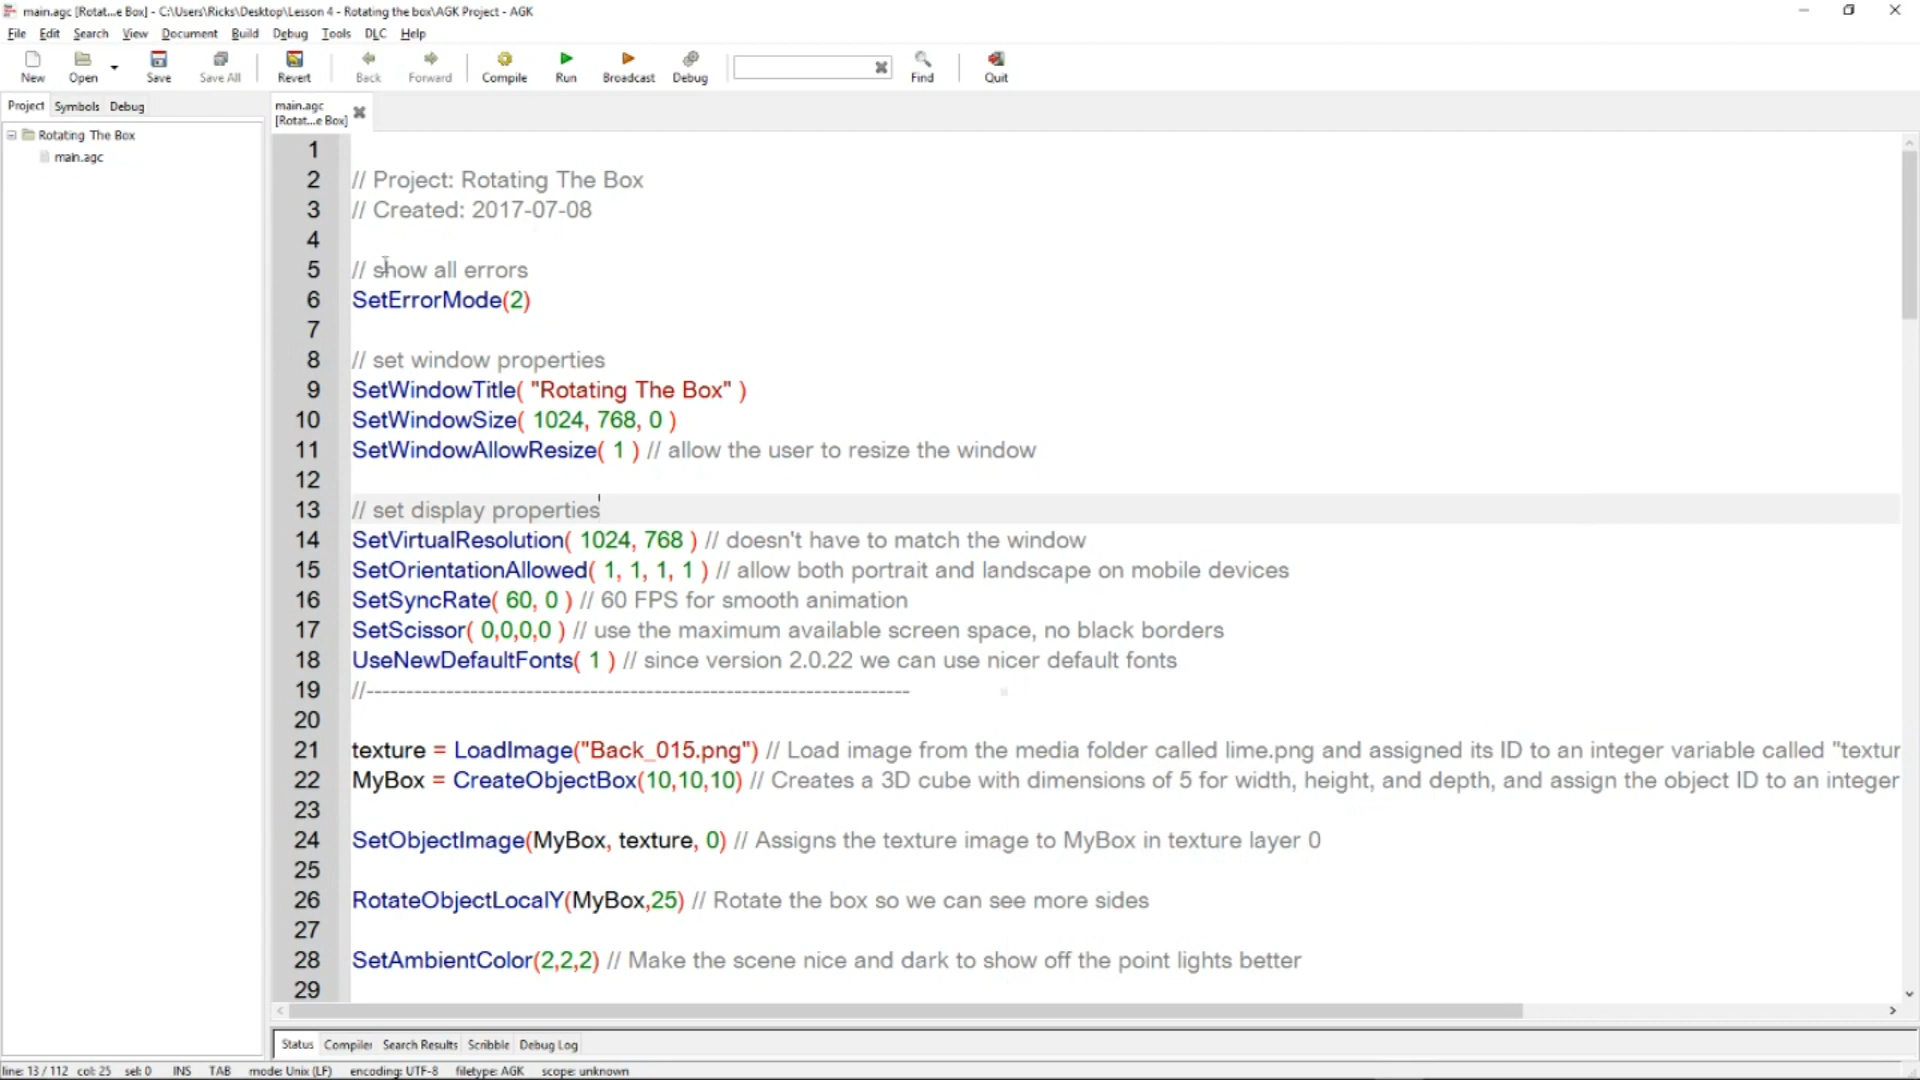 main.agc [Rotat...e Box] - C:\Users\Ricks\Desktop\Lesson 4 - Rotating the box\AGK Project - AGK
File Edit Search View Document Build Debug Tools DLC Help
New Open Save Save All Revert Back Forward Compile Run Broadcast Debug Find Quit
Project Symbols Debug
main.agc
[Rotat...e Box]
Rotating The Box
main.agc
1
2 // Project: Rotating The Box
3 // Created: 2017-07-08
4
5 // show all errors
6 SetErrorMode(2)
7
8 // set window properties
9 SetWindowTitle( "Rotating The Box" )
10 SetWindowSize( 1024, 768, 0 )
11 SetWindowAllowResize( 1 ) // allow the user to resize the window
12
13 // set display properties
14 SetVirtualResolution( 1024, 768 ) // doesn't have to match the window
15 SetOrientationAllowed( 1, 1, 1, 1 ) // allow both portrait and landscape on mobile devices
16 SetSyncRate( 60, 0 ) // 60 FPS for smooth animation
17 SetScissor( 0,0,0,0 ) // use the maximum available screen space, no black borders
18 UseNewDefaultFonts( 1 ) // since version 2.0.22 we can use nicer default fonts
19 //--------------------------------------------------------------------
20
21 texture = LoadImage("Back_015.png") // Load image from the media folder called lime.png and assigned its ID to an integer variable called "textur
22 MyBox = CreateObjectBox(10,10,10) // Creates a 3D cube with dimensions of 5 for width, height, and depth, and assign the object ID to an integer
23
24 SetObjectImage(MyBox, texture, 0) // Assigns the texture image to MyBox in texture layer 0
25
26 RotateObjectLocalY(MyBox,25) // Rotate the box so we can see more sides
27
28 SetAmbientColor(2,2,2) // Make the scene nice and dark to show off the point lights better
29
Status Compiler Search Results Scribble Debug Log
line: 13 / 112 col: 25 sel: 0 INS TAB mode: Unix (LF) encoding: UTF-8 filetype: AGK scope: unknown